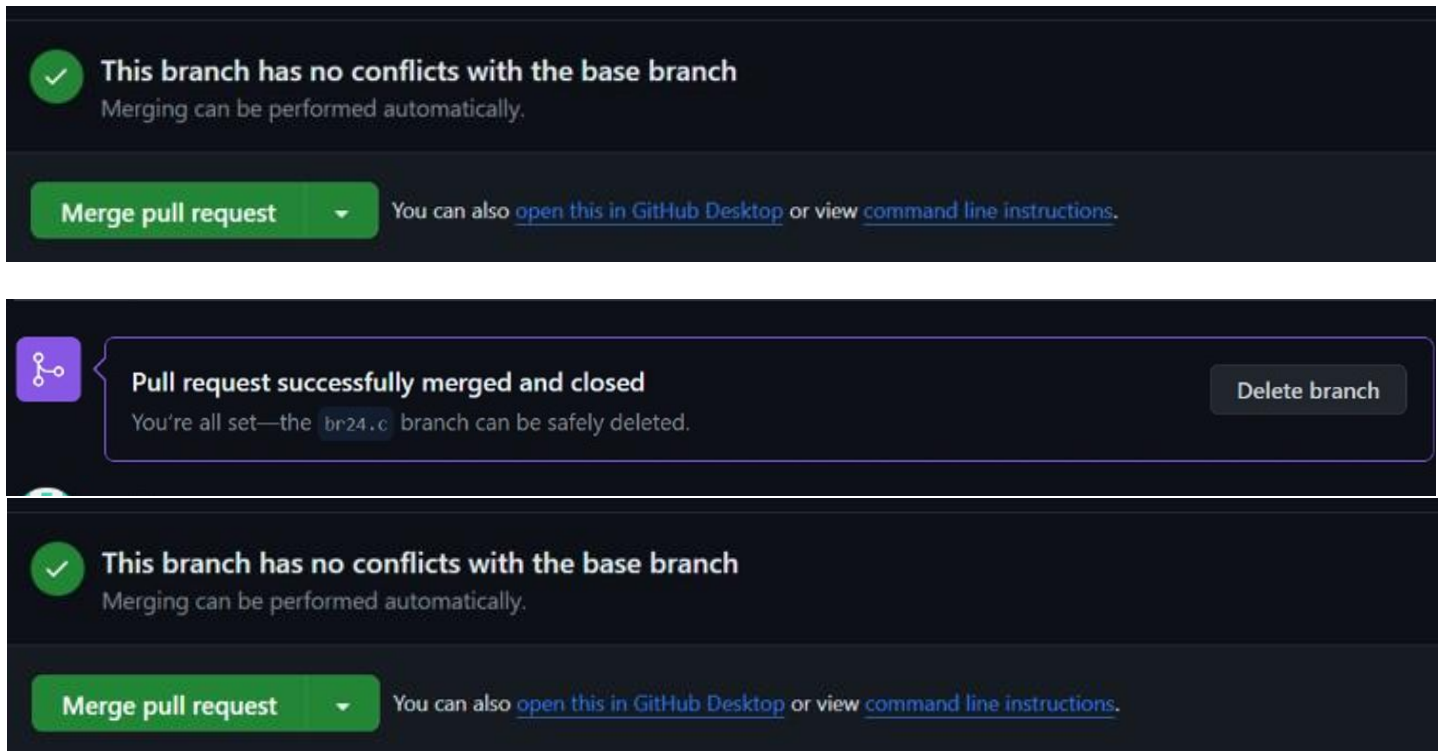 This branch has no conflicts with the base branch
Merging can be performed automatically.
Merge pull request You can also open this in GitHub Desktop or view command line instructions.
Pull request successfully merged and closed
Delete branch
You're all set—the br24.c branch can be safely deleted.
This branch has no conflicts with the base branch
Merging can be performed automatically.
Merge pull request You can also open this in GitHub Desktop or view command line instructions.